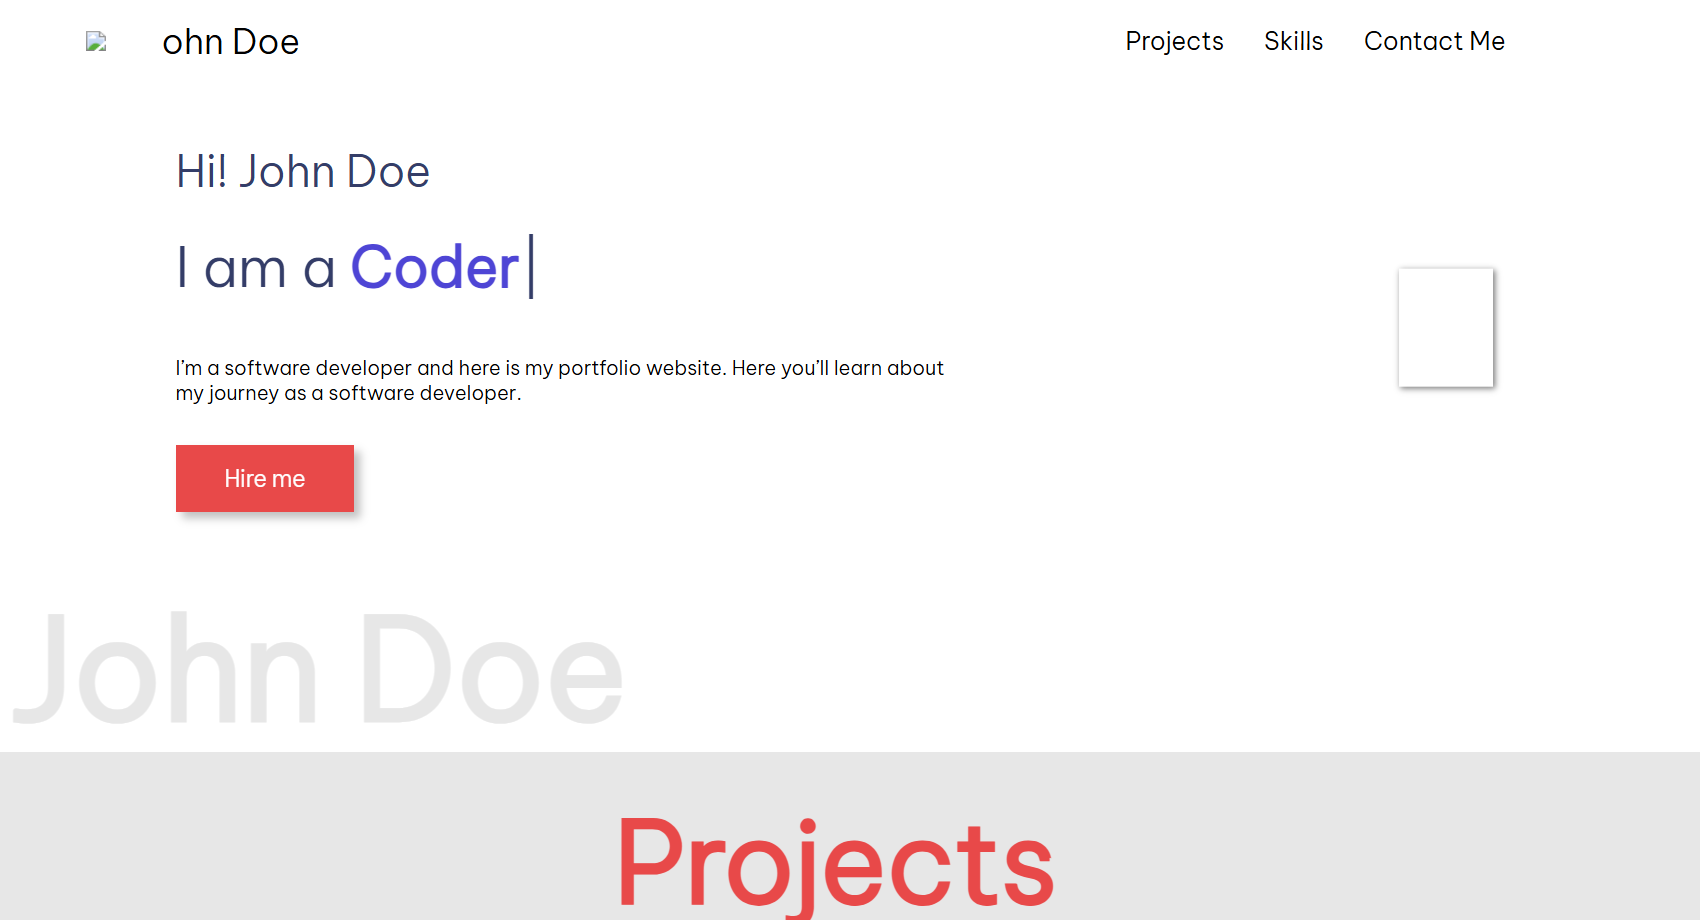 ohn Doe
Projects Skills Contact Me
Hi! John Doe
I am a Coder|
I’m a software developer and here is my portfolio website. Here you’ll learn about
my journey as a software developer.
Hire me
John Doe
Projects